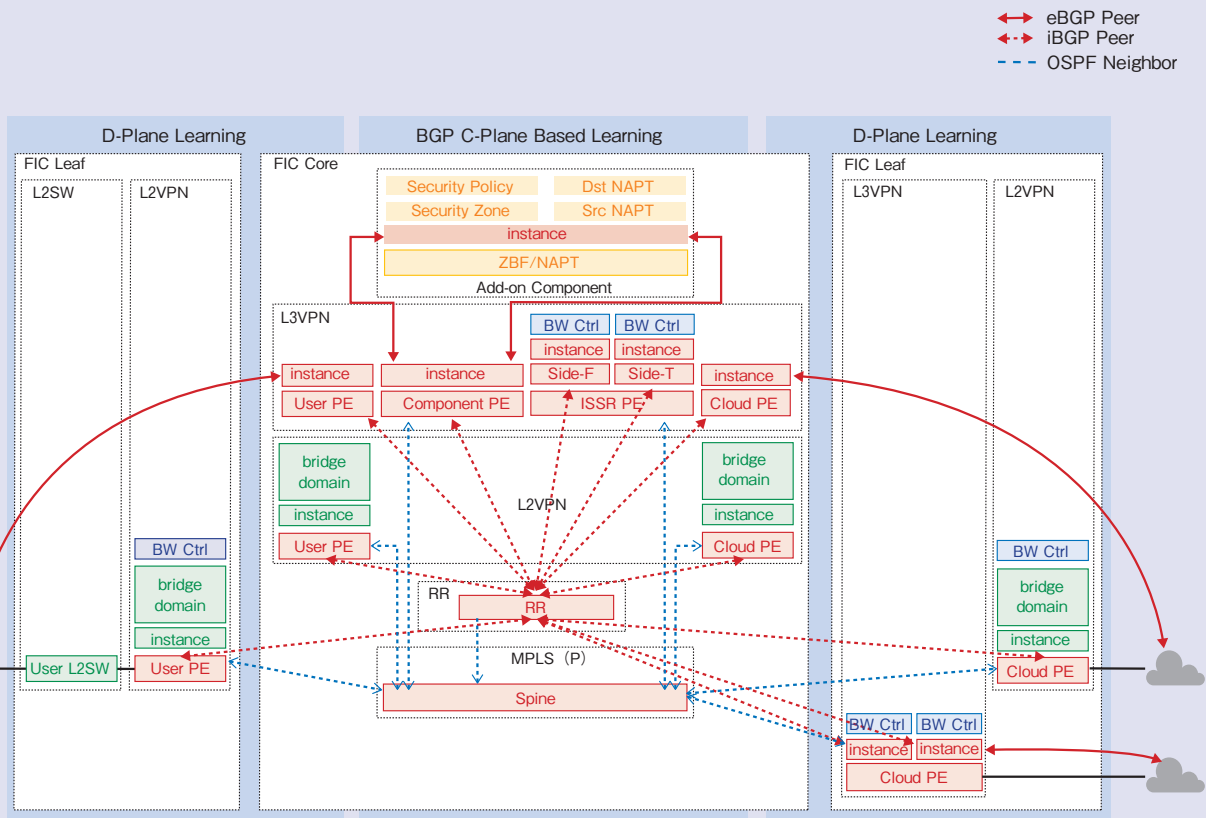 eBGP Peer
iBGP Peer
OSPF Neighbor
D-Plane Learning
BGP C-Plane Based Learning
D-Plane Learning
FIC Leaf
L2SW
L2VPN
BW Ctrl
bridge
domain
instance
User L2SW
User PE
FIC Core
Security Policy
Dst NAPT
Security Zone
Src NAPT
instance
ZBF/NAPT
Add-on Component
L3VPN
BW Ctrl
BW Ctrl
instance
instance
instance
instance
Side-F
Side-T
instance
User PE
Component PE
ISSR PE
Cloud PE
bridge
domain
instance
User PE
L2VPN
bridge
domain
instance
Cloud PE
RR
RR
MPLS（P）
Spine
FIC Leaf
L3VPN
L2VPN
BW Ctrl
bridge
domain
instance
Cloud PE
BW Ctrl
BW Ctrl
instance
instance
Cloud PE